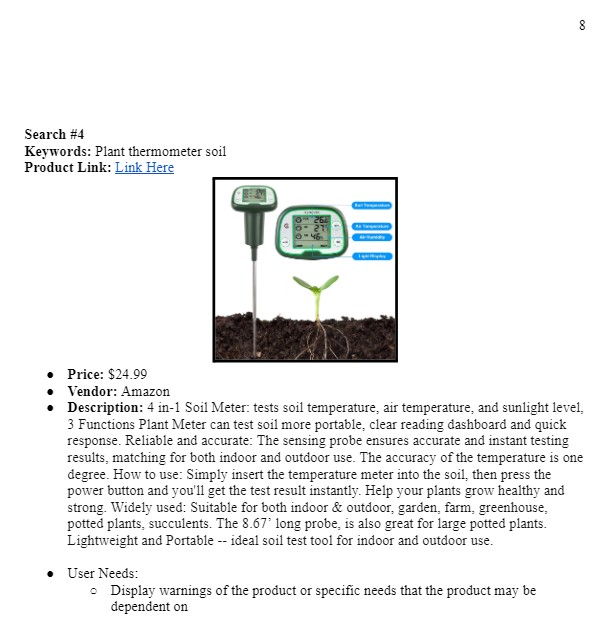 8
Search #4
Keywords: Plant thermometer soil
Product Link: Link Here
Soil Temperature
Air Temperature
Air Humidity
Light Display
● Price: $24.99
● Vendor: Amazon
● Description: 4 in-1 Soil Meter: tests soil temperature, air temperature, and sunlight level,
3 Functions Plant Meter can test soil more portable, clear reading dashboard and quick
response. Reliable and accurate: The sensing probe ensures accurate and instant testing
results, matching for both indoor and outdoor use. The accuracy of the temperature is one
degree. How to use: Simply insert the temperature meter into the soil, then press the
power button and you'll get the test result instantly. Help your plants grow healthy and
strong. Widely used: Suitable for both indoor & outdoor, garden, farm, greenhouse,
potted plants, succulents. The 8.67’ long probe, is also great for large potted plants.
Lightweight and Portable -- ideal soil test tool for indoor and outdoor use.
● User Needs:
○ Display warnings of the product or specific needs that the product may be
dependent on